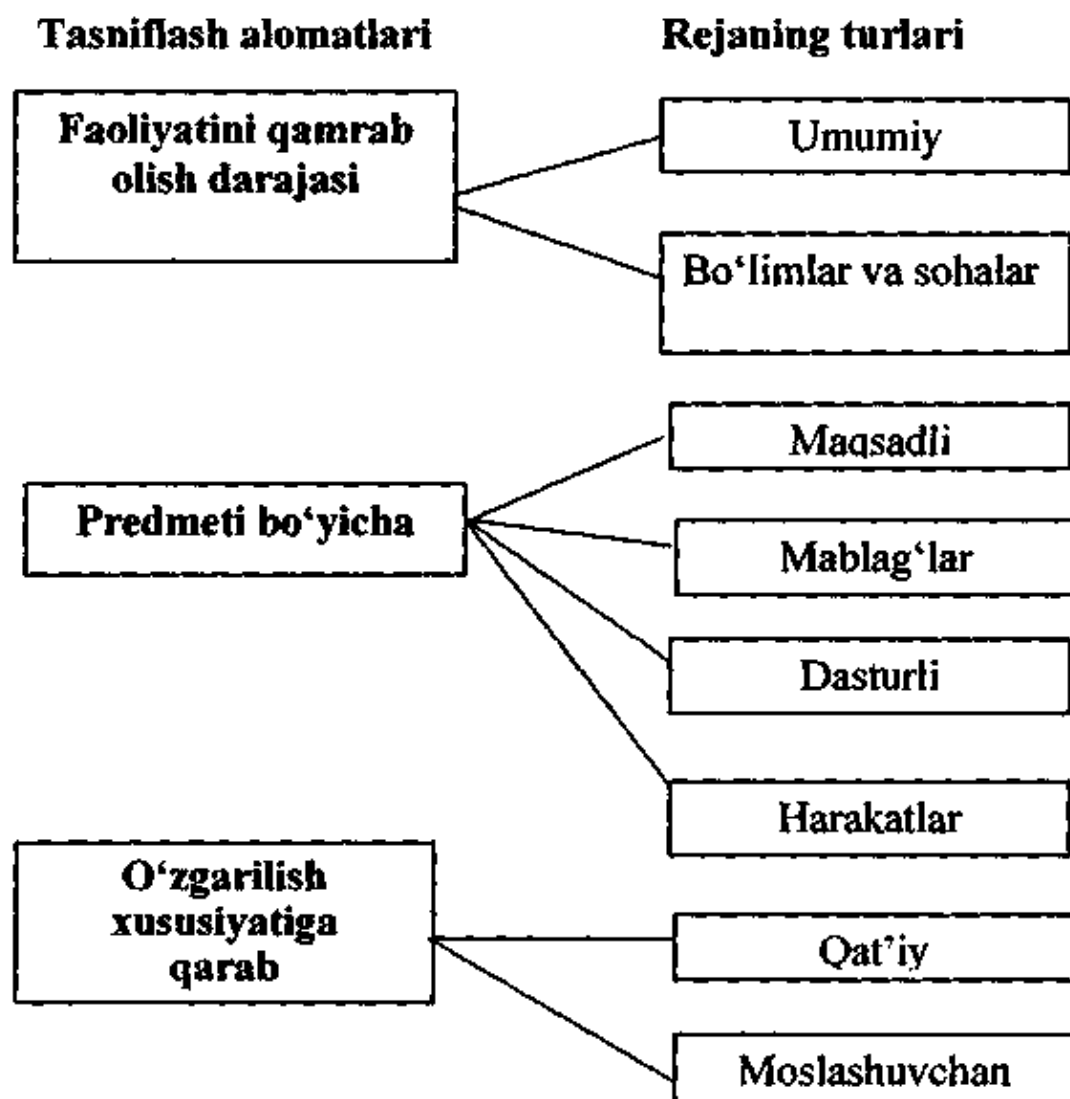 Tasniflash alomatlari
Rejaning turlari
Faoliyatini qamrab
olish darajasi
Umumiy
Bo‘limlar va sohalar
Predmeti bo‘yicha
Maqsadli
Mablag‘lar
Dasturli
Harakatlar
O‘zgarilish
xususiyatiga
qarab
Qat’iy
Moslashuvchan